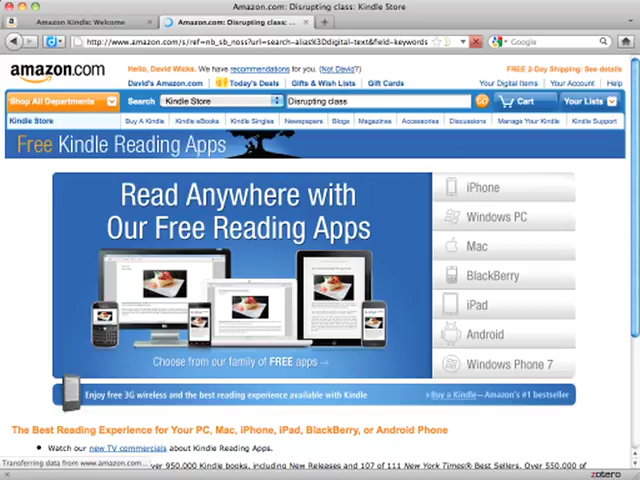 Amazon.com: Disrupting class: Kindle Store
Amazon Kindle: Welcome
Amazon.com: Disrupting class: ...
http://www.amazon.com/s/ref=nb_sb_noss?url=search-alias%3Ddigital-text&field-keywords
Google
amazon.com
Hello, David Wicks. We have recommendations for you. (Not David?)
FREE 2-Day Shipping: See details
David's Amazon.com
Today's Deals
Gifts & Wish Lists
Gift Cards
Your Digital Items
Your Account
Help
Shop All Departments
Search
Kindle Store
Disrupting class
GO
Cart
Your Lists
Kindle Store
Buy A Kindle
Kindle eBooks
Kindle Singles
Newspapers
Blogs
Magazines
Accessories
Discussions
Manage Your Kindle
Kindle Support
Free Kindle Reading Apps
Read Anywhere with
Our Free Reading Apps
Choose from our family of FREE apps →
iPhone
Windows PC
Mac
BlackBerry
iPad
Android
Windows Phone 7
Enjoy free 3G wireless and the best reading experience available with Kindle
Buy a Kindle—Amazon's #1 bestseller
The Best Reading Experience for Your PC, Mac, iPhone, iPad, BlackBerry, or Android Phone
• Watch our new TV commercials about Kindle Reading Apps.
over 950,000 Kindle books, including New Releases and 107 of 111 New York Times® Best Sellers. Over 550,000 of
Transferring data from www.amazon.com...
zotero